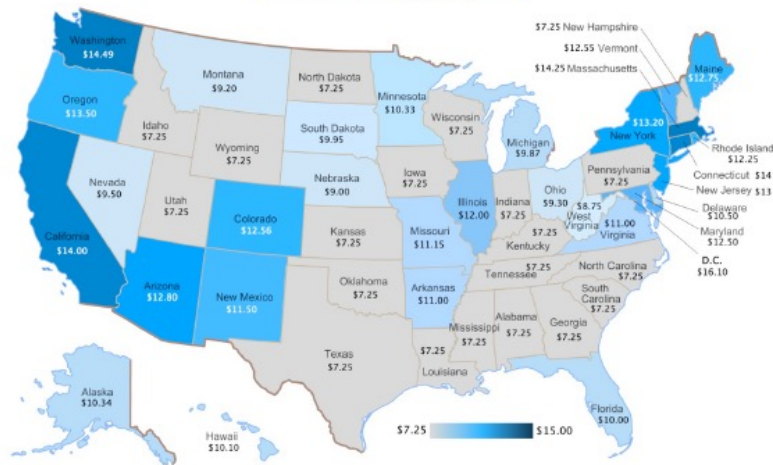 Washington
$14.49
Oregon
$13.50
California
$14.00
Nevada
$9.50
Idaho
$7.25
Montana
$9.20
Wyoming
$7.25
Utah
$7.25
Colorado
$12.56
Arizona
$12.80
New Mexico
$11.50
North Dakota
$7.25
South Dakota
$9.95
Nebraska
$9.00
Kansas
$7.25
Oklahoma
$7.25
Texas
$7.25
Minnesota
$10.33
Iowa
$7.25
Missouri
$11.15
Arkansas
$11.00
$7.25
Louisiana
Wisconsin
$7.25
Illinois
$12.00
Michigan
$9.87
Indiana
$7.25
Ohio
$9.30
$8.75
West
Virginia
$7.25
Kentucky
$7.25
Tennessee
Mississippi
$7.25
Alabama
$7.25
Georgia
$7.25
South
Carolina
$7.25
North Carolina
$7.25
$11.00
Virginia
Pennsylvania
$7.25
$13.20
New York
Maine
$12.75
$7.25 New Hampshire
$12.55 Vermont
$14.25 Massachusetts
Rhode Island
$12.25
Connecticut $14
New Jersey $13
Delaware
$10.50
Maryland
$12.50
D.C.
$16.10
Florida
$10.00
Alaska
$10.34
Hawaii
$10.10
$7.25
$15.00